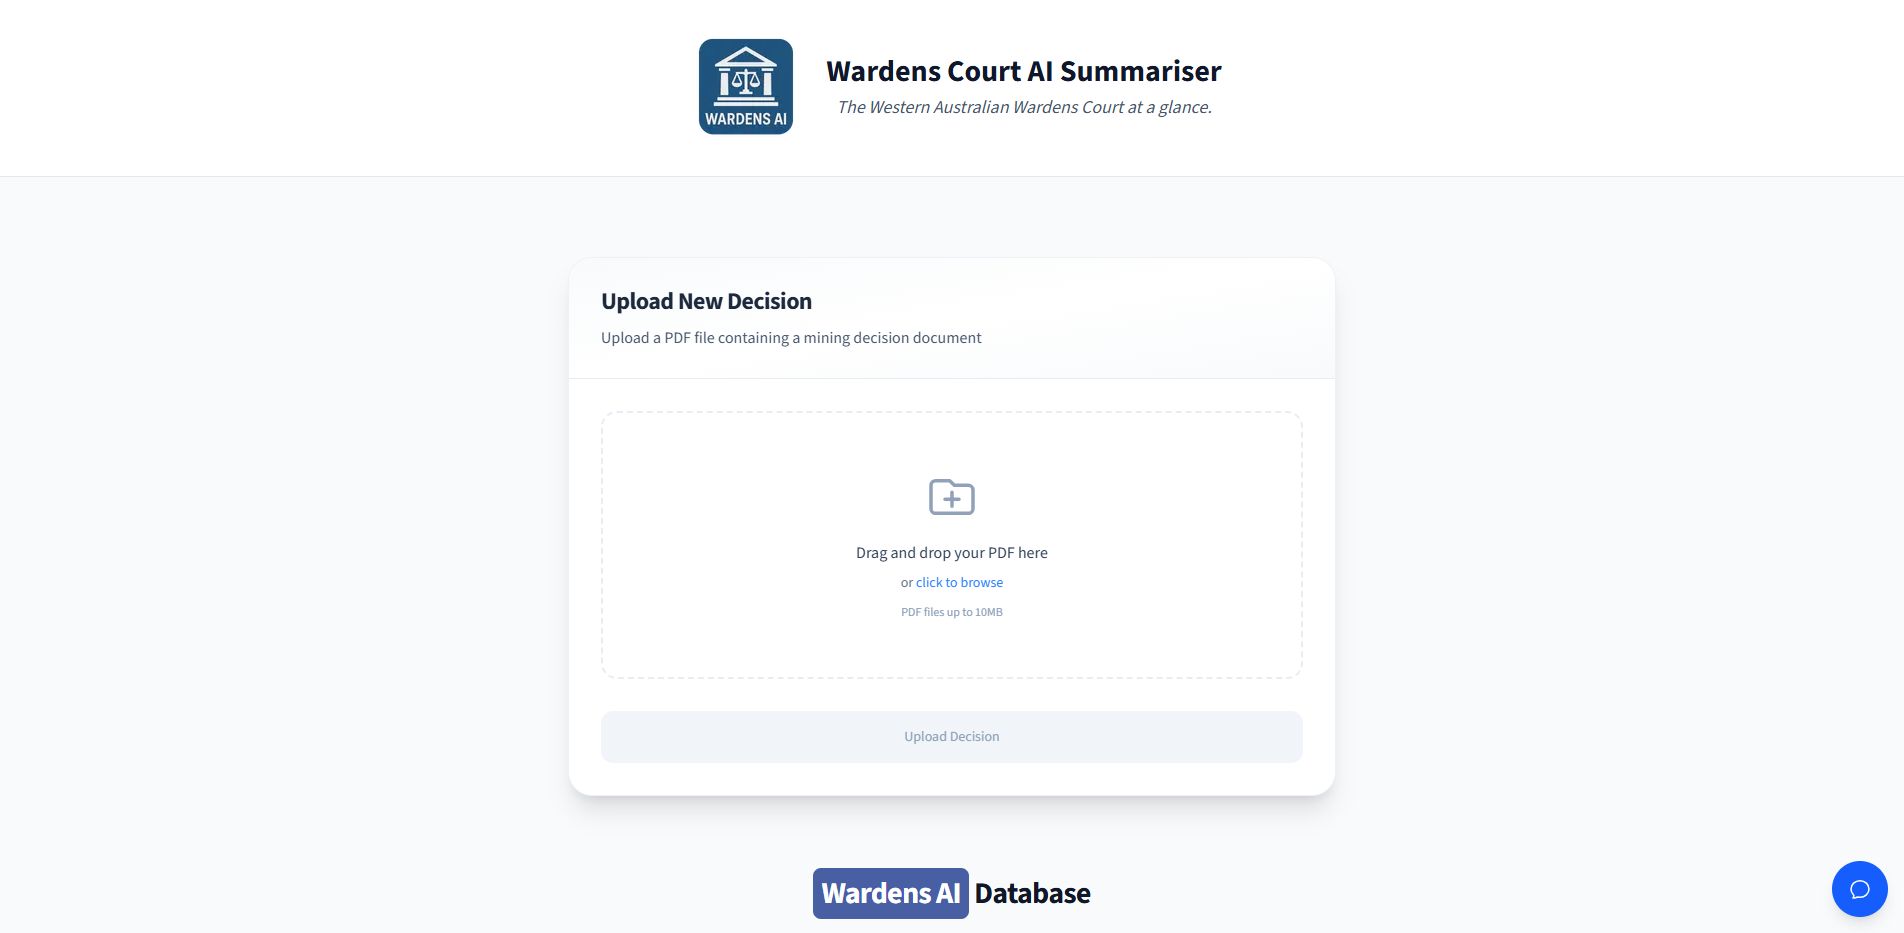 WARDENS AI
Wardens Court AI Summariser
The Western Australian Wardens Court at a glance.
Upload New Decision
Upload a PDF file containing a mining decision document
Drag and drop your PDF here
or click to browse
PDF files up to 10MB
Upload Decision
Wardens AI Database